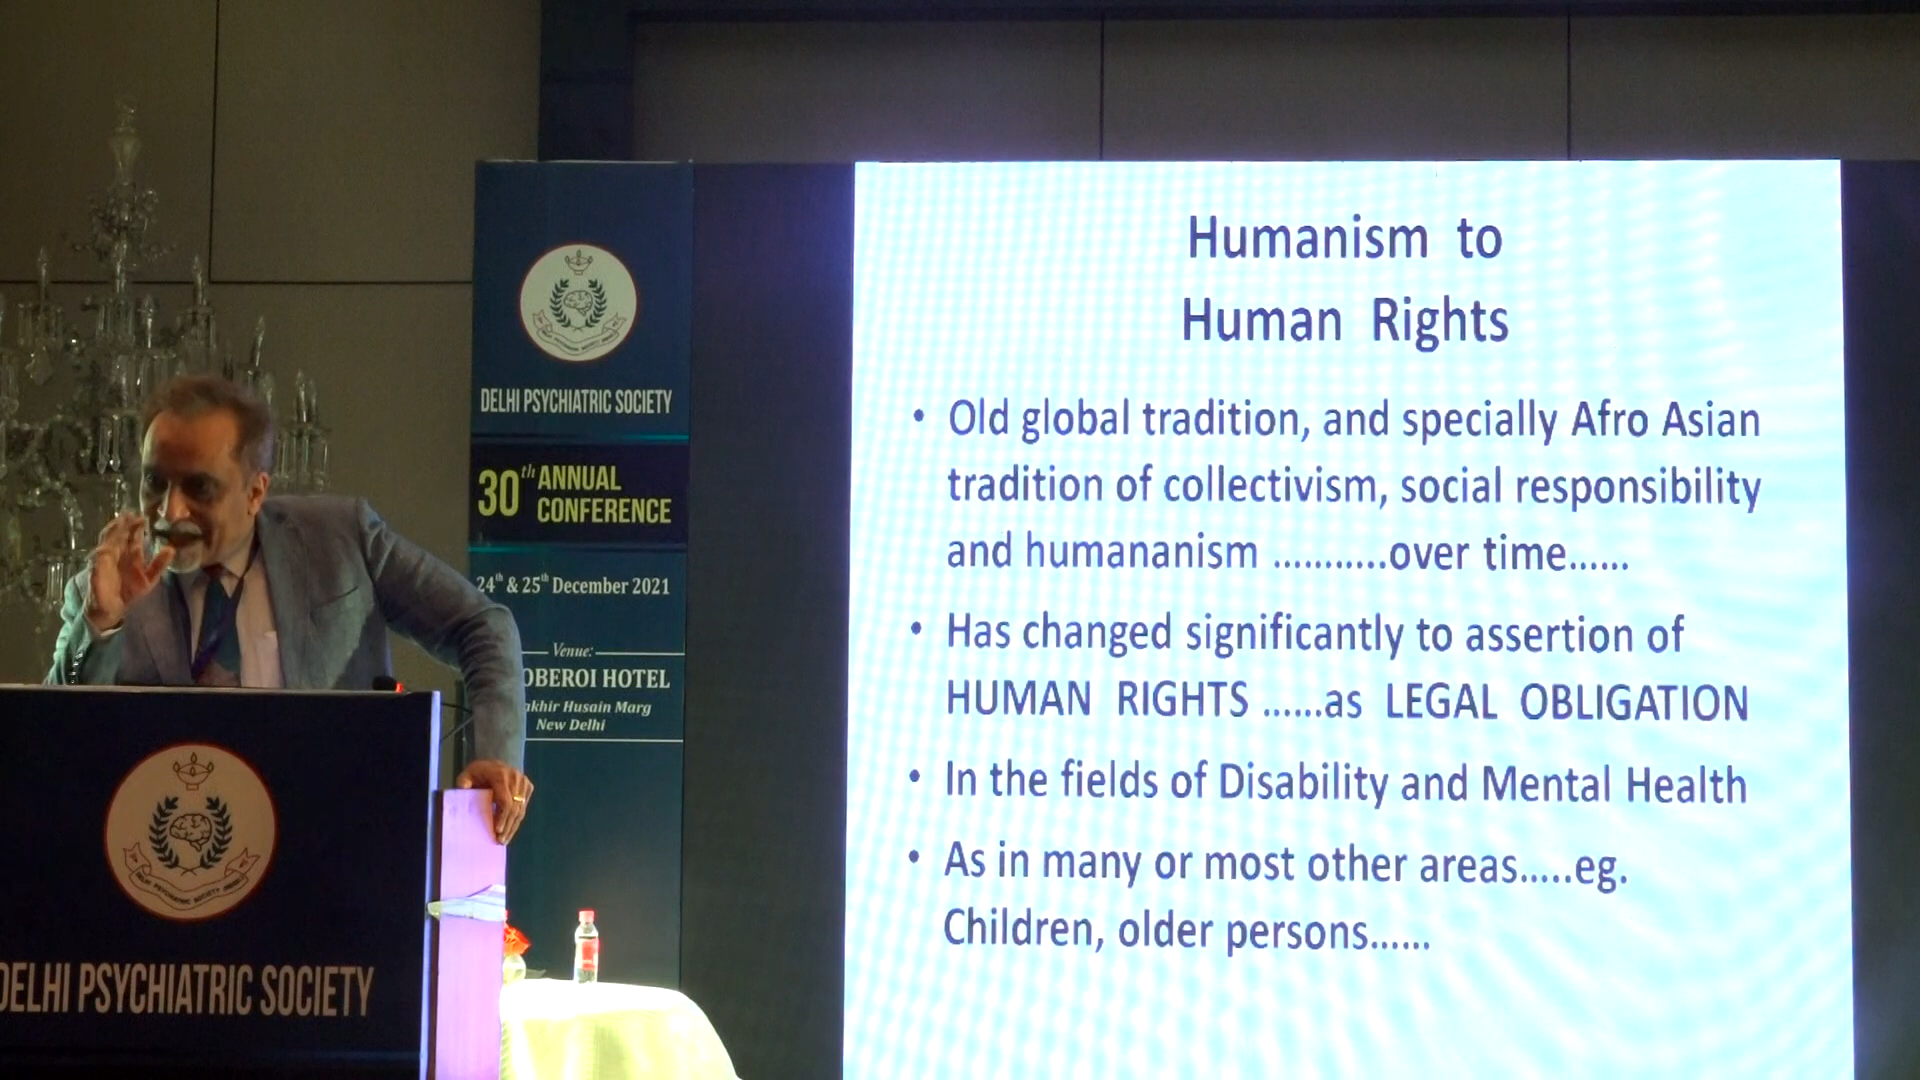 DELHI PSYCHIATRIC SOCIETY
30th ANNUAL
CONFERENCE
24th & 25th December 2021
Venue:
OBEROI HOTEL
Husain Marg
New Delhi
DELHI PSYCHIATRIC SOCIETY
Humanism to
Human Rights
• Old global tradition, and specially Afro Asian
tradition of collectivism, social responsibility
and humananism ...........over time......
• Has changed significantly to assertion of
HUMAN RIGHTS ......as LEGAL OBLIGATION
• In the fields of Disability and Mental Health
• As in many or most other areas.....eg.
Children, older persons......